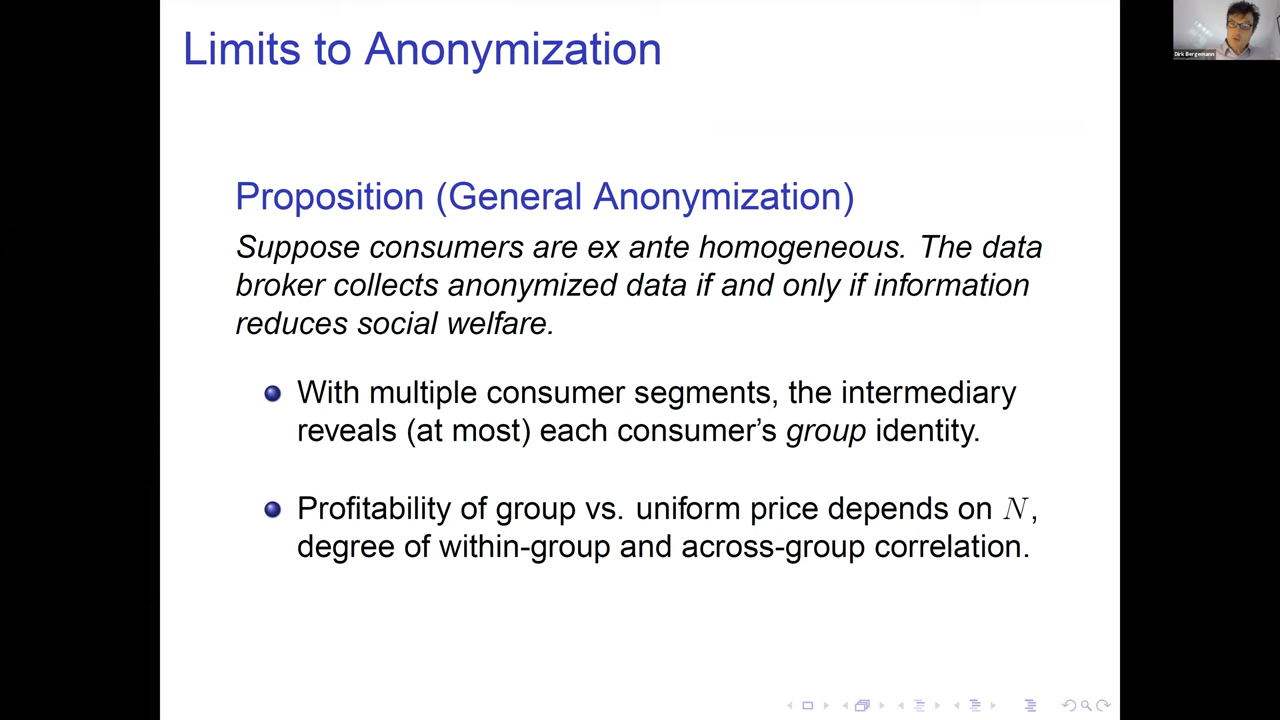 Limits to Anonymization
Dirk Bergemann
Proposition (General Anonymization)
Suppose consumers are ex ante homogeneous. The data
broker collects anonymized data if and only if information
reduces social welfare.
With multiple consumer segments, the intermediary
reveals (at most) each consumer's group identity.
Profitability of group vs. uniform price depends on N,
degree of within-group and across-group correlation.